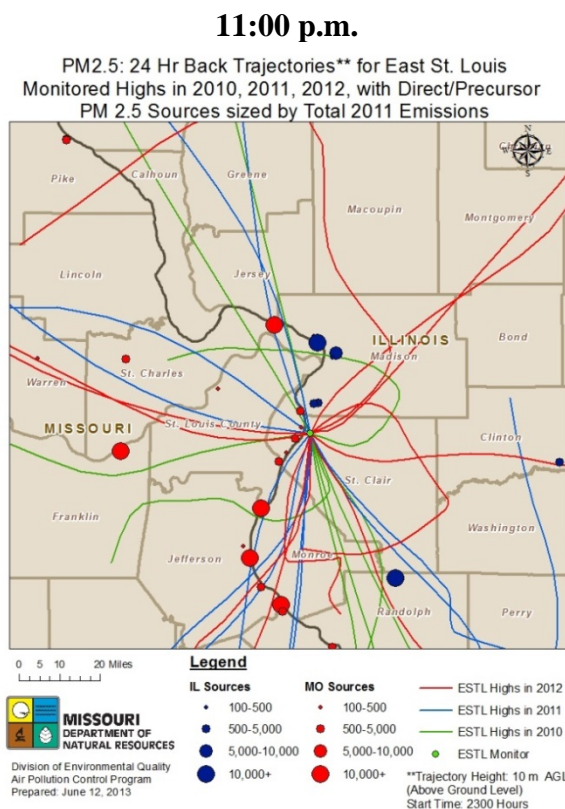 11:00 p.m.
PM2.5: 24 Hr Back Trajectories** for East St. Louis
Monitored Highs in 2010, 2011, 2012, with Direct/Precursor
PM 2.5 Sources sized by Total 2011 Emissions
N
W
E
S
Pike
Calhoun
Greene
Macoupin
Montgomery
Lincoln
Jersey
ILLINOIS
Bond
Madison
Warren
St. Charles
MISSOURI
St. Louis County
Clinton
St. Clair
Franklin
Washington
Jefferson
Monroe
Randolph
Perry
0 5 10 20 Miles
Legend
IL Sources
100-500
500-5,000
5,000-10,000
10,000+
MO Sources
100-500
500-5,000
5,000-10,000
10,000+
ESTL Highs in 2012
ESTL Highs in 2011
ESTL Highs in 2010
ESTL Monitor
MISSOURI
DEPARTMENT OF
NATURAL RESOURCES
Division of Environmental Quality
Air Pollution Control Program
Prepared: June 12, 2013
**Trajectory Height: 10 m AGL
(Above Ground Level)
Start Time: 2300 Hours